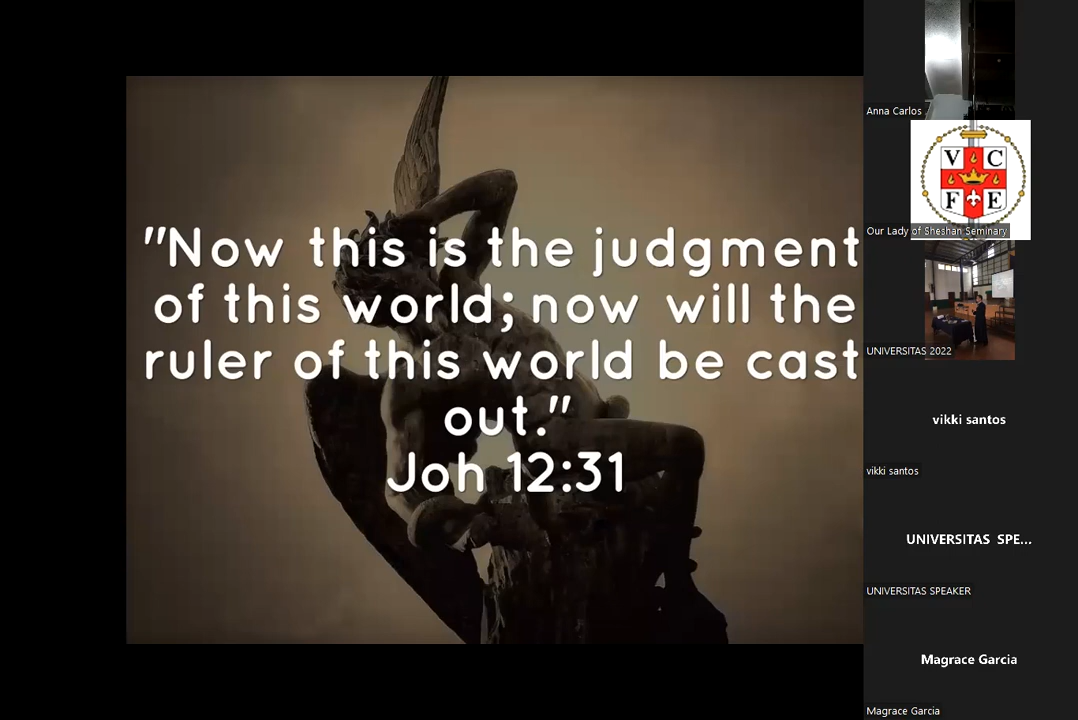 "Now this is the judgment
of this world; now will the
ruler of this world be cast
out."
Joh 12:31
Anna Carlos
V C
F E
Our Lady of Sheshan Seminary
UNIVERSITAS 2022
vikki santos
vikki santos
UNIVERSITAS SPE...
UNIVERSITAS SPEAKER
Magrace Garcia
Magrace Garcia